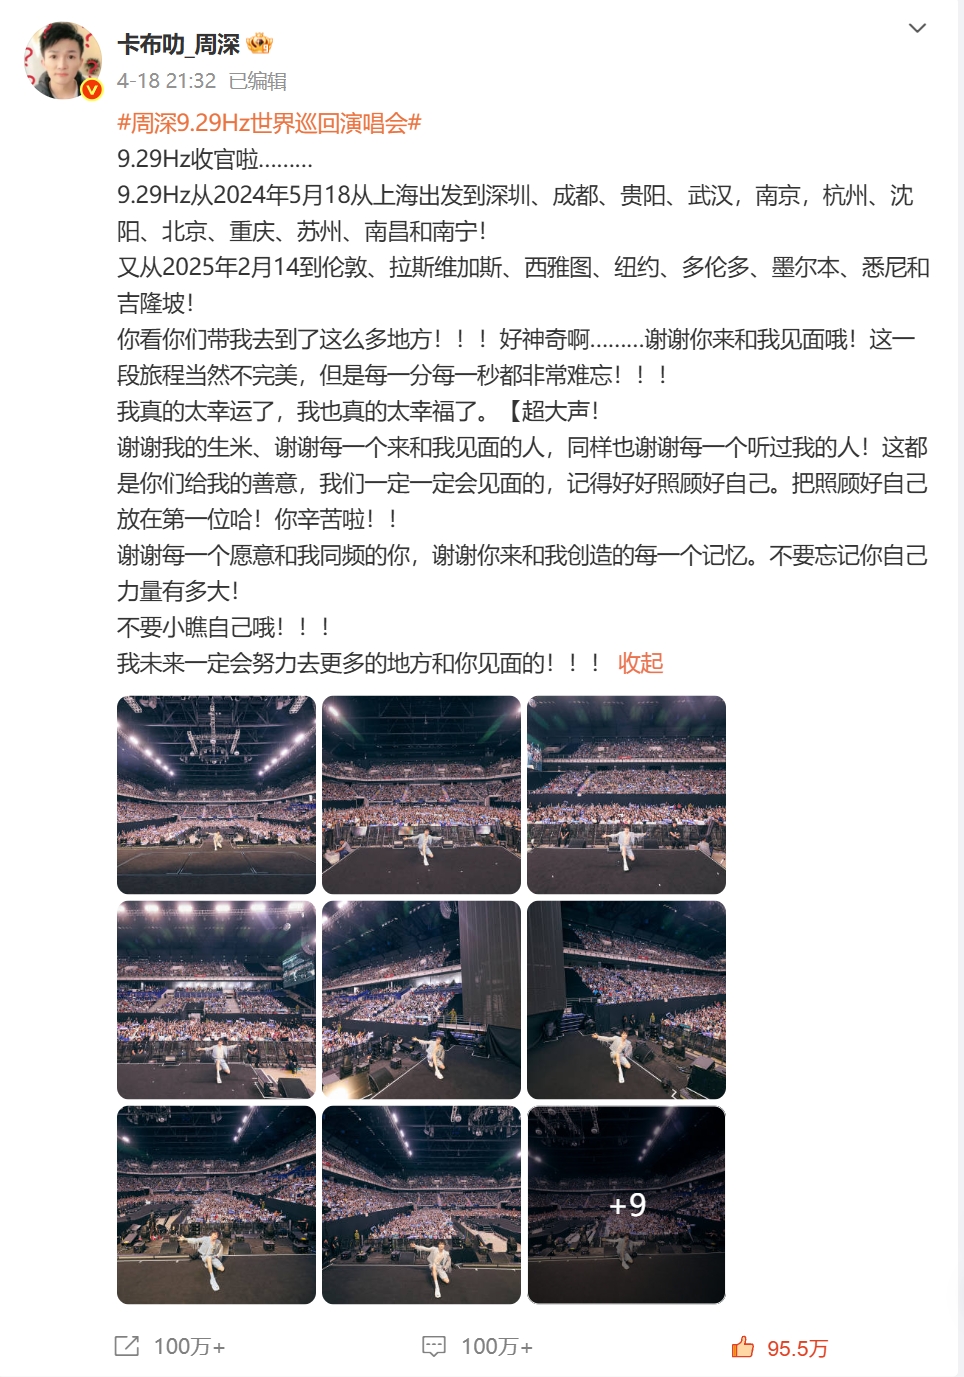 卡布叻_周深
4-18 21:32 已编辑
#周深9.29Hz世界巡回演唱会#
9.29Hz收官啦………
9.29Hz从2024年5月18从上海出发到深圳、成都、贵阳、武汉，南京，杭州、沈
阳、北京、重庆、苏州、南昌和南宁！
又从2025年2月14到伦敦、拉斯维加斯、西雅图、纽约、多伦多、墨尔本、悉尼和
吉隆坡！
你看你们带我去到了这么多地方！！！好神奇啊………谢谢你来和我见面哦！这一
段旅程当然不完美，但是每一分每一秒都非常难忘！！！
我真的太幸运了，我也真的太幸福了。【超大声！
谢谢我的生米、谢谢每一个来和我见面的人，同样也谢谢每一个听过我的人！这都
是你们给我的善意，我们一定一定会见面的，记得好好照顾好自己。把照顾好自己
放在第一位哈！你辛苦啦！！
谢谢每一个愿意和我同频的你，谢谢你来和我创造的每一个记忆。不要忘记你自己
力量有多大！
不要小瞧自己哦！！！
我未来一定会努力去更多的地方和你见面的！！！ 收起
+9
100万+ 100万+ 95.5万